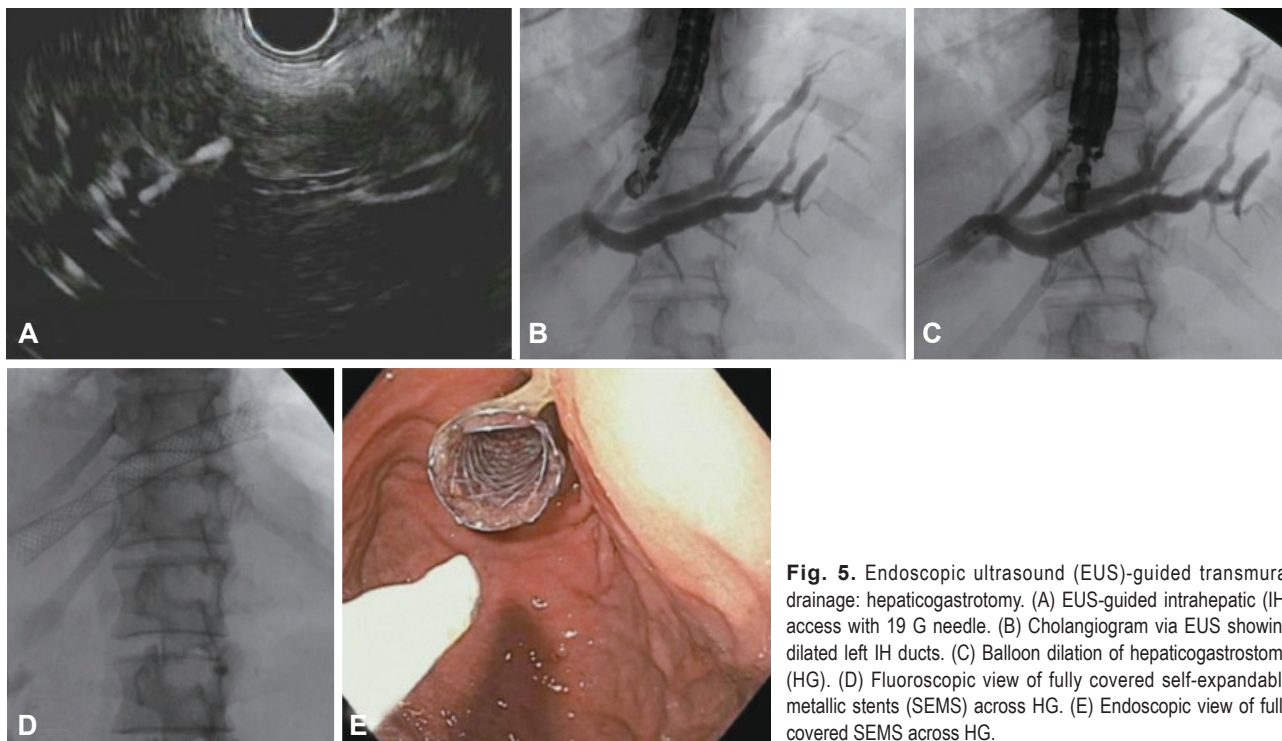 A
B
C
D
E
Fig. 5. Endoscopic ultrasound (EUS)-guided transmura
drainage: hepaticogastrotomy. (A) EUS-guided intrahepatic (IH
access with 19 G needle. (B) Cholangiogram via EUS showin
dilated left IH ducts. (C) Balloon dilation of hepaticogastrostom
(HG). (D) Fluoroscopic view of fully covered self-expandabl
metallic stents (SEMS) across HG. (E) Endoscopic view of full
covered SEMS across HG.